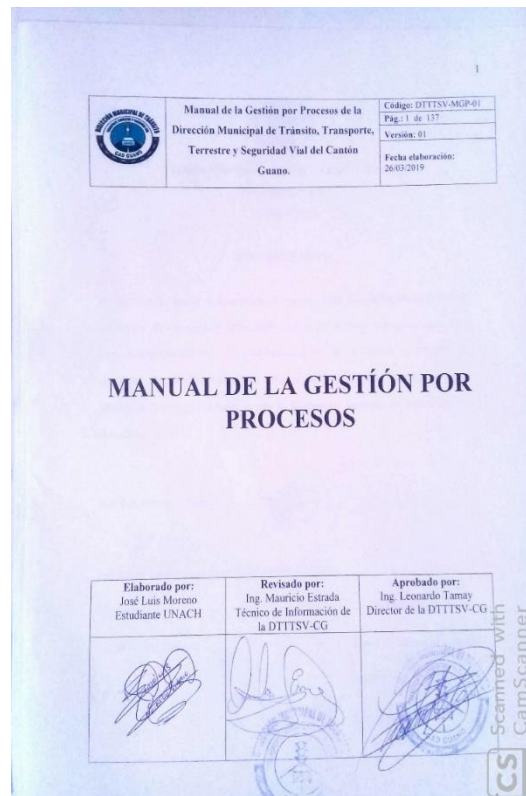 1
Manual de la Gestión por Procesos de la
Dirección Municipal de Tránsito, Transporte,
Terrestre y Seguridad Vial del Cantón
Guano.
Código: DTTTSV-MGP-01
Pág.: 1 de 137
Versión: 01
Fecha elaboración:
26/03/2019
GAD GUANO
MANUAL DE LA GESTÍÓN POR
PROCESOS
Elaborado por:
José Luis Moreno
Estudiante UNACH
Revisado por:
Ing. Mauricio Estrada
Técnico de Información de
la DTTTSV-CG
Aprobado por:
Ing. Leonardo Tamay
Director de la DTTTSV-CG
CS Scanned with
CamScanner